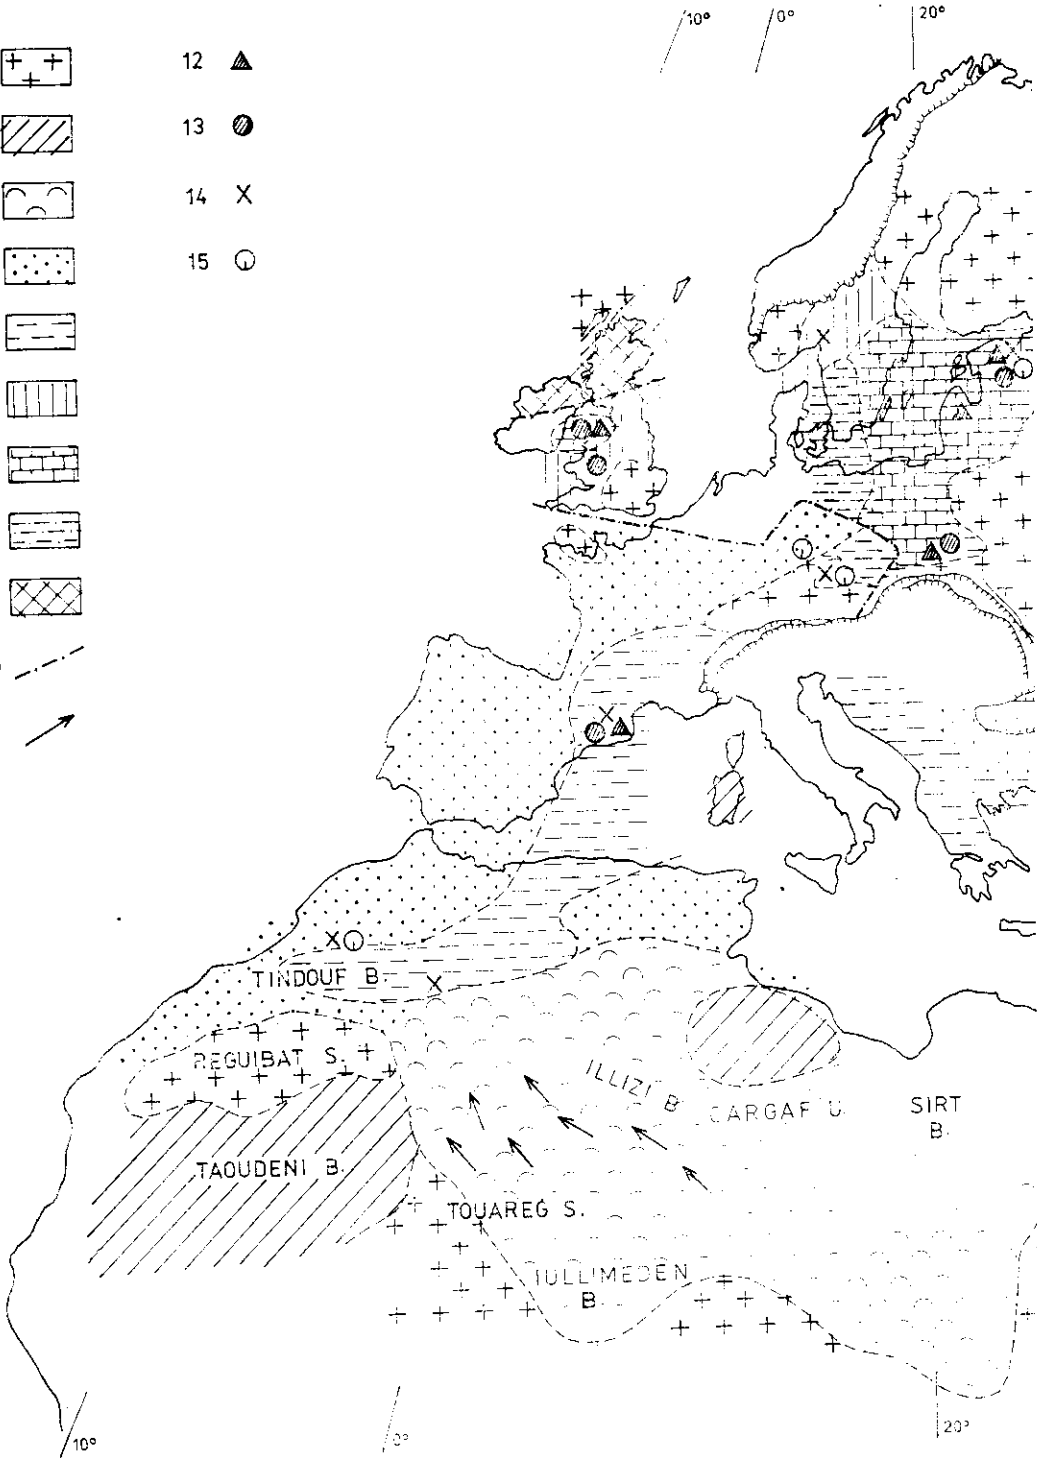 10° 0° 20°
12
13
14
15
TINDOUF B.
REGUIBAT S.
ILLIZI B.
GARGAF U.
SIRT
B.
TAOUDENI B.
TOUAREG S.
IULLIMEDEN
B.
10° 0° 20°